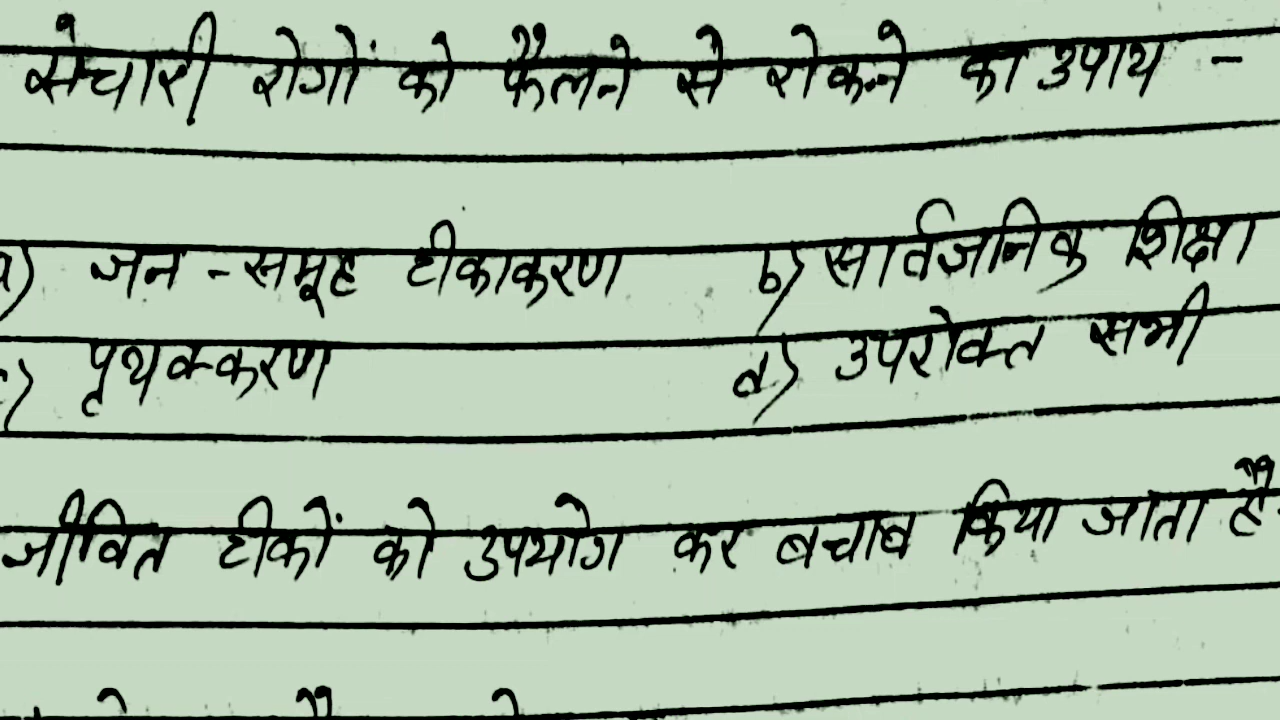 संचारी रोगों को फैलने से रोकने का उपाय -
a) जन - समूह टीकाकरण b) सार्वजनिक शिक्षा
c) पृथक्करण d) उपरोक्त सभी
जीवित टीकों को उपयोग कर बचाब किया जाता है-